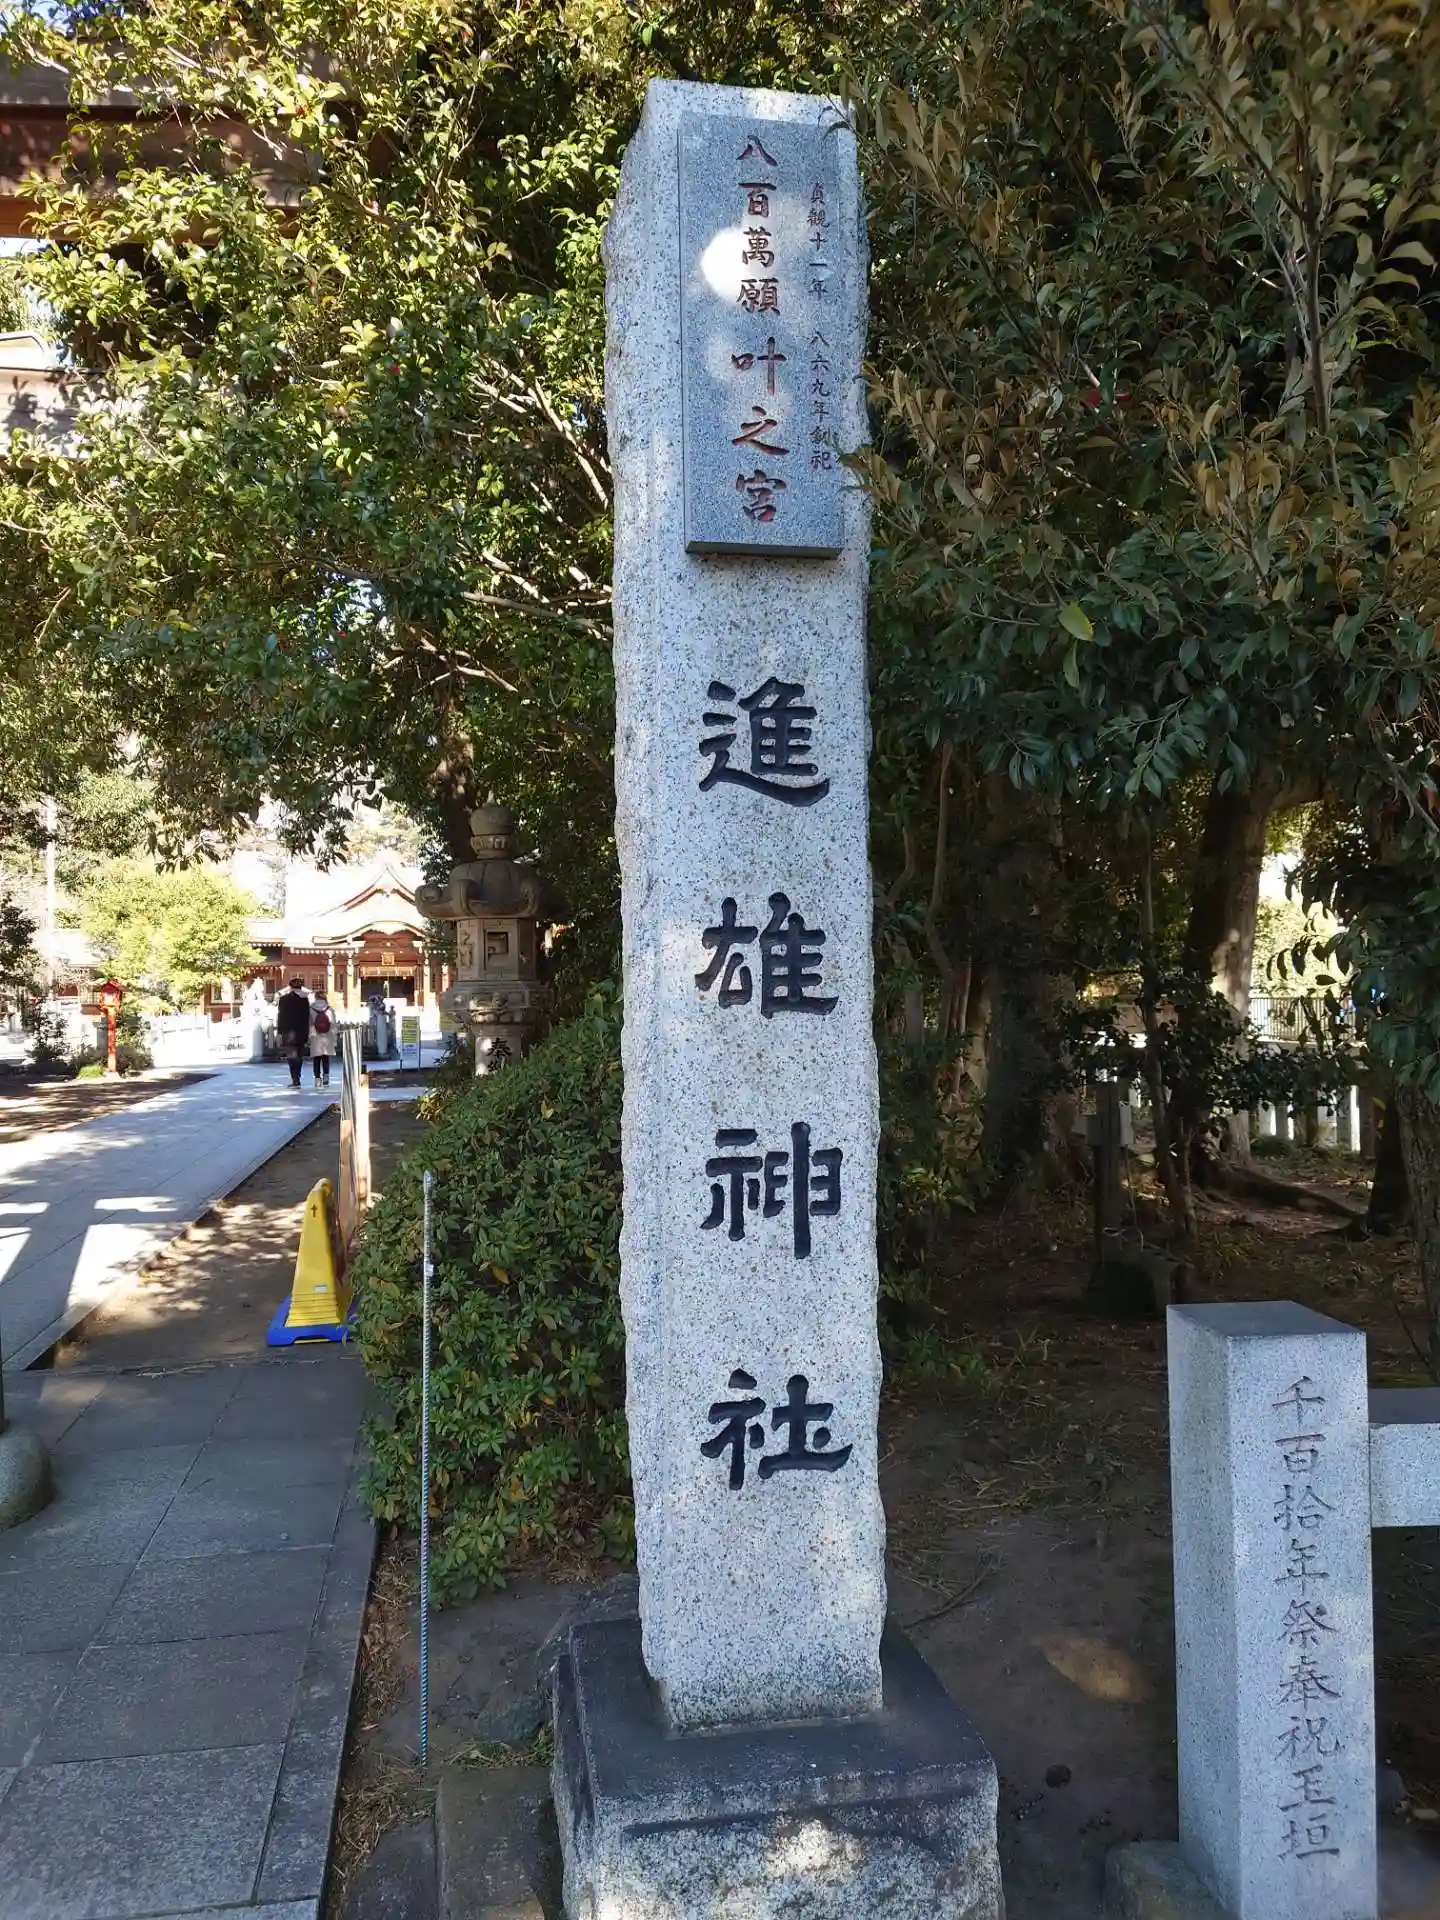 貞観十一年 八六九年創祀
八百萬願叶之宮
進雄神社
千百拾年祭奉祝玉垣
奉